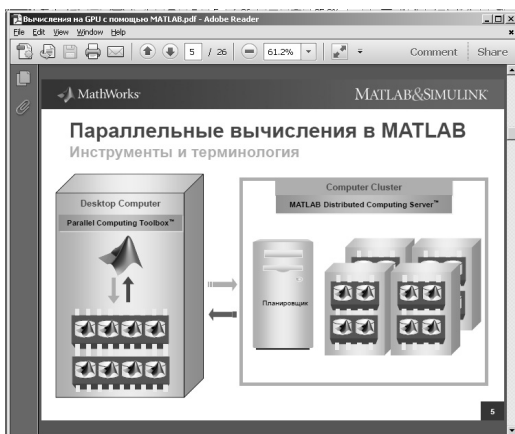 Вычисления на GPU с помощью MATLAB.pdf - Adobe Reader
File Edit View Window Help
5 / 26 61.2% Comment Share
MathWorks MATLAB&SIMULINK
Параллельные вычисления в MATLAB
Инструменты и терминология
Desktop Computer
Parallel Computing Toolbox™
Computer Cluster
MATLAB Distributed Computing Server™
Планировщик
5